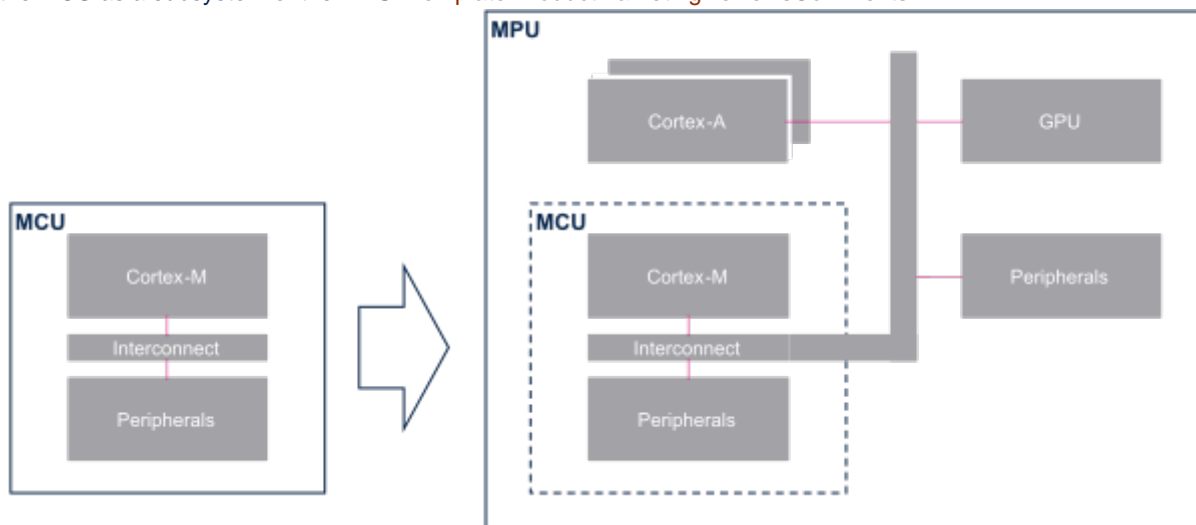 MPU
Cortex-A
GPU
MCU
Cortex-M
Interconnect
Peripherals
MCU
Cortex-M
Interconnect
Peripherals
Peripherals